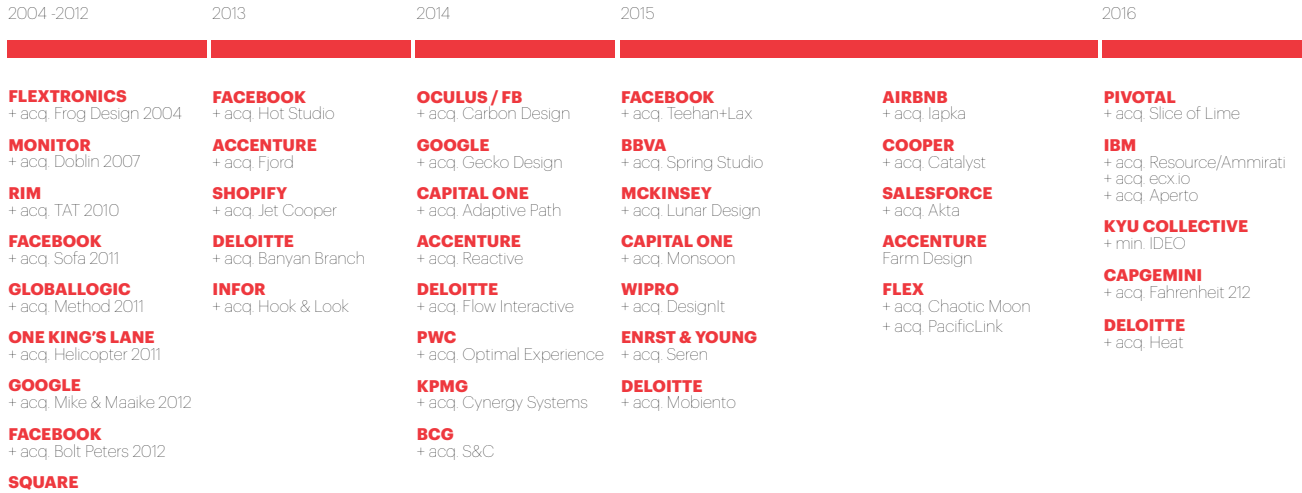 2004 -2012
2013
2014
2015
2016
FLEXTRONICS
+ acq. Frog Design 2004
MONITOR
+ acq. Doblin 2007
RIM
+ acq. TAT 2010
FACEBOOK
+ acq. Sofa 2011
GLOBALLOGIC
+ acq. Method 2011
ONE KING'S LANE
+ acq. Helicopter 2011
GOOGLE
+ acq. Mike & Maaike 2012
FACEBOOK
+ acq. Bolt Peters 2012
SQUARE
FACEBOOK
+ acq. Hot Studio
ACCENTURE
+ acq. Fjord
SHOPIFY
+ acq. Jet Cooper
DELOITTE
+ acq. Banyan Branch
INFOR
+ acq. Hook & Look
OCULUS / FB
+ acq. Carbon Design
GOOGLE
+ acq. Gecko Design
CAPITAL ONE
+ acq. Adaptive Path
ACCENTURE
+ acq. Reactive
DELOITTE
+ acq. Flow Interactive
PWC
+ acq. Optimal Experience
KPMG
+ acq. Cynergy Systems
BCG
+ acq. S&C
FACEBOOK
+ acq. Teehan+Lax
BBVA
+ acq. Spring Studio
MCKINSEY
+ acq. Lunar Design
CAPITAL ONE
+ acq. Monsoon
WIPRO
+ acq. DesignIt
ENRST & YOUNG
+ acq. Seren
DELOITTE
+ acq. Mobiento
AIRBNB
+ acq. lapka
COOPER
+ acq. Catalyst
SALESFORCE
+ acq. Akta
ACCENTURE
Farm Design
FLEX
+ acq. Chaotic Moon
+ acq. PacificLink
PIVOTAL
+ acq. Slice of Lime
IBM
+ acq. Resource/Ammirati
+ acq. ecx.io
+ acq. Aperto
KYU COLLECTIVE
+ min. IDEO
CAPGEMINI
+ acq. Fahrenheit 212
DELOITTE
+ acq. Heat